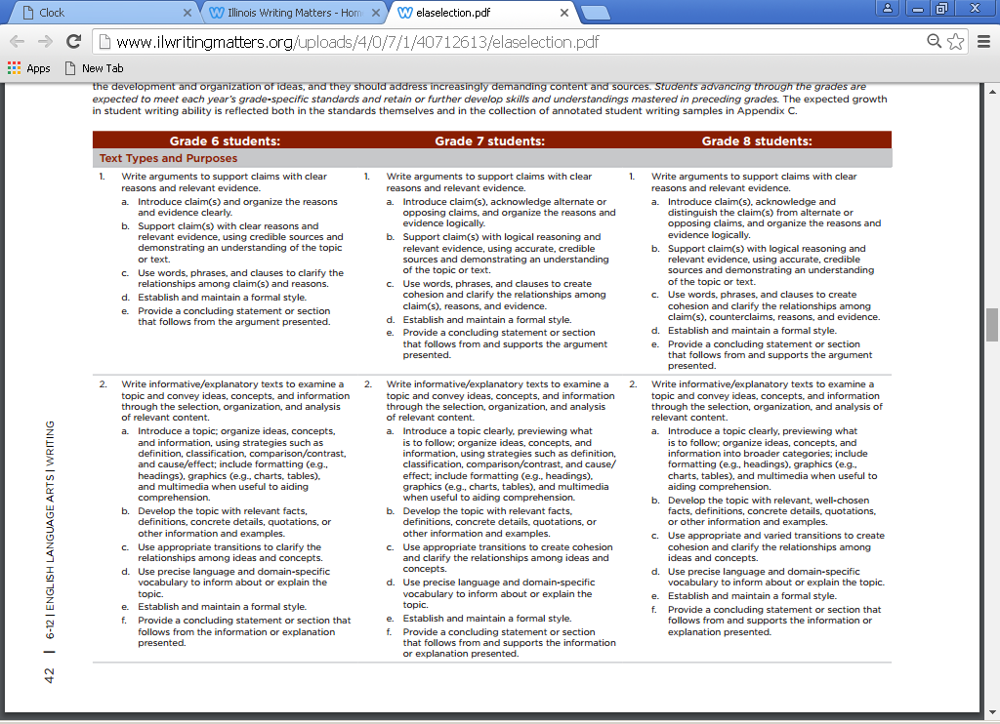 Clock
Illinois Writing Matters - Hom
elaselection.pdf
www.ilwritingmatters.org/uploads/4/0/7/1/40712613/elaselection.pdf
Apps
New Tab
the development and organization of ideas, and they should address increasingly demanding content and sources. Students advancing through the grades are
expected to meet each year's grade-specific standards and retain or further develop skills and understandings mastered in preceding grades. The expected growth
in student writing ability is reflected both in the standards themselves and in the collection of annotated student writing samples in Appendix C.
Grade 6 students:
Grade 7 students:
Grade 8 students:
Text Types and Purposes
1. Write arguments to support claims with clear
reasons and relevant evidence.
a. Introduce claim(s) and organize the reasons
and evidence clearly.
b. Support claim(s) with clear reasons and
relevant evidence, using credible sources and
demonstrating an understanding of the topic
or text.
c. Use words, phrases, and clauses to clarify the
relationships among claim(s) and reasons.
d. Establish and maintain a formal style.
e. Provide a concluding statement or section
that follows from the argument presented.
1. Write arguments to support claims with clear
reasons and relevant evidence.
a. Introduce claim(s), acknowledge alternate or
opposing claims, and organize the reasons and
evidence logically.
b. Support claim(s) with logical reasoning and
relevant evidence, using accurate, credible
sources and demonstrating an understanding
of the topic or text.
c. Use words, phrases, and clauses to create
cohesion and clarify the relationships among
claim(s), reasons, and evidence.
d. Establish and maintain a formal style.
e. Provide a concluding statement or section
that follows from and supports the argument
presented.
1. Write arguments to support claims with clear
reasons and relevant evidence.
a. Introduce claim(s), acknowledge and
distinguish the claim(s) from alternate or
opposing claims, and organize the reasons and
evidence logically.
b. Support claim(s) with logical reasoning and
relevant evidence, using accurate, credible
sources and demonstrating an understanding
of the topic or text.
c. Use words, phrases, and clauses to create
cohesion and clarify the relationships among
claim(s), counterclaims, reasons, and evidence.
d. Establish and maintain a formal style.
e. Provide a concluding statement or section
that follows from and supports the argument
presented.
2. Write informative/explanatory texts to examine a
topic and convey ideas, concepts, and information
through the selection, organization, and analysis
of relevant content.
a. Introduce a topic; organize ideas, concepts,
and information, using strategies such as
definition, classification, comparison/contrast,
and cause/effect; include formatting (e.g.,
headings), graphics (e.g., charts, tables),
and multimedia when useful to aiding
comprehension.
b. Develop the topic with relevant facts,
definitions, concrete details, quotations, or
other information and examples.
c. Use appropriate transitions to clarify the
relationships among ideas and concepts.
d. Use precise language and domain-specific
vocabulary to inform about or explain the
topic.
e. Establish and maintain a formal style.
f. Provide a concluding statement or section that
follows from the information or explanation
presented.
2. Write informative/explanatory texts to examine a
topic and convey ideas, concepts, and information
through the selection, organization, and analysis
of relevant content.
a. Introduce a topic clearly, previewing what
is to follow; organize ideas, concepts, and
information, using strategies such as definition,
classification, comparison/contrast, and cause/
effect; include formatting (e.g., headings),
graphics (e.g., charts, tables), and multimedia
when useful to aiding comprehension.
b. Develop the topic with relevant facts,
definitions, concrete details, quotations, or
other information and examples.
c. Use appropriate transitions to create cohesion
and clarify the relationships among ideas and
concepts.
d. Use precise language and domain-specific
vocabulary to inform about or explain the
topic.
e. Establish and maintain a formal style.
f. Provide a concluding statement or section
that follows from and supports the information
or explanation presented.
2. Write informative/explanatory texts to examine a
topic and convey ideas, concepts, and information
through the selection, organization, and analysis of
relevant content.
a. Introduce a topic clearly, previewing what
is to follow; organize ideas, concepts, and
information into broader categories; include
formatting (e.g., headings), graphics (e.g.,
charts, tables), and multimedia when useful to
aiding comprehension.
b. Develop the topic with relevant, well-chosen
facts, definitions, concrete details, quotations,
or other information and examples.
c. Use appropriate and varied transitions to create
cohesion and clarify the relationships among
ideas and concepts.
d. Use precise language and domain-specific
vocabulary to inform about or explain the topic.
e. Establish and maintain a formal style.
f. Provide a concluding statement or section that
follows from and supports the information or
explanation presented.
42 | 6-12 | ENGLISH LANGUAGE ARTS | WRITING